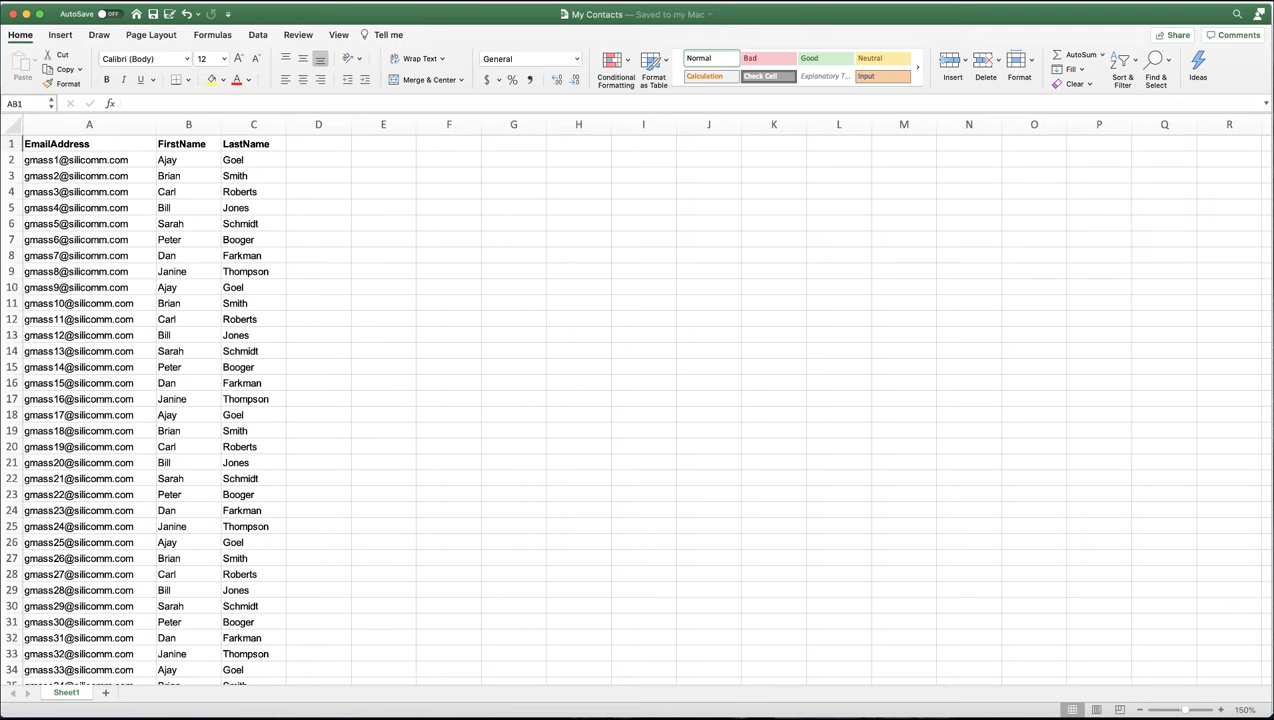 AutoSave OFF My Contacts — Saved to my Mac
Home Insert Draw Page Layout Formulas Data Review View Tell me Share Comments
Paste Cut Copy Format Calibri (Body) 12 A^ A˅ Wrap Text General Conditional Formatting Format as Table Normal Bad Good Neutral Insert Delete Format AutoSum Fill Clear Sort & Filter Find & Select Ideas
B I U A Merge & Center $ % Calculation Check Cell Explanatory T... Input
AB1 fx
A B C D E F G H I J K L M N O P Q R
1 EmailAddress FirstName LastName
2 gmass1@silicomm.com Ajay Goel
3 gmass2@silicomm.com Brian Smith
4 gmass3@silicomm.com Carl Roberts
5 gmass4@silicomm.com Bill Jones
6 gmass5@silicomm.com Sarah Schmidt
7 gmass6@silicomm.com Peter Booger
8 gmass7@silicomm.com Dan Farkman
9 gmass8@silicomm.com Janine Thompson
10 gmass9@silicomm.com Ajay Goel
11 gmass10@silicomm.com Brian Smith
12 gmass11@silicomm.com Carl Roberts
13 gmass12@silicomm.com Bill Jones
14 gmass13@silicomm.com Sarah Schmidt
15 gmass14@silicomm.com Peter Booger
16 gmass15@silicomm.com Dan Farkman
17 gmass16@silicomm.com Janine Thompson
18 gmass17@silicomm.com Ajay Goel
19 gmass18@silicomm.com Brian Smith
20 gmass19@silicomm.com Carl Roberts
21 gmass20@silicomm.com Bill Jones
22 gmass21@silicomm.com Sarah Schmidt
23 gmass22@silicomm.com Peter Booger
24 gmass23@silicomm.com Dan Farkman
25 gmass24@silicomm.com Janine Thompson
26 gmass25@silicomm.com Ajay Goel
27 gmass26@silicomm.com Brian Smith
28 gmass27@silicomm.com Carl Roberts
29 gmass28@silicomm.com Bill Jones
30 gmass29@silicomm.com Sarah Schmidt
31 gmass30@silicomm.com Peter Booger
32 gmass31@silicomm.com Dan Farkman
33 gmass32@silicomm.com Janine Thompson
34 gmass33@silicomm.com Ajay Goel
Sheet1
150%